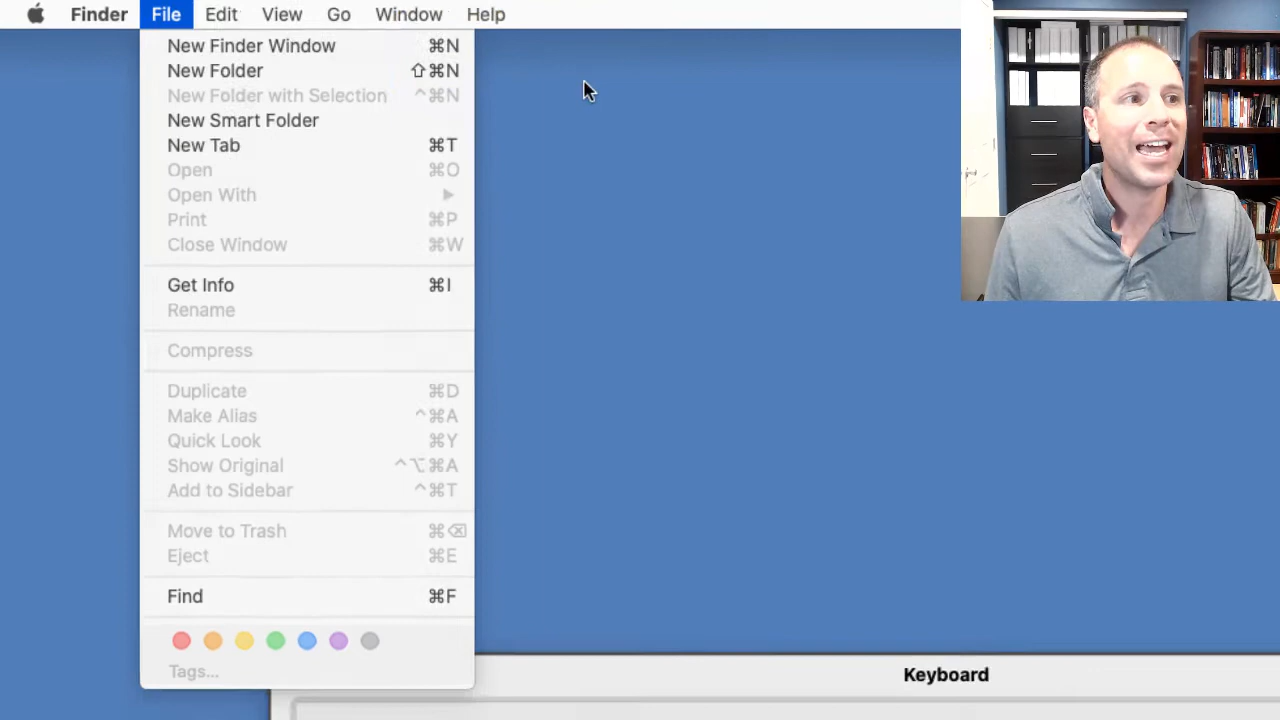 Finder File Edit View Go Window Help
New Finder Window ⌘N
New Folder ⇧⌘N
New Folder with Selection ^⌘N
New Smart Folder
New Tab ⌘T
Open ⌘O
Open With ▶
Print ⌘P
Close Window ⌘W
Get Info ⌘I
Rename
Compress
Duplicate ⌘D
Make Alias ^⌘A
Quick Look ⌘Y
Show Original ^⌥⌘A
Add to Sidebar ^⌘T
Move to Trash ⌘⌫
Eject ⌘E
Find ⌘F
Tags...
Keyboard